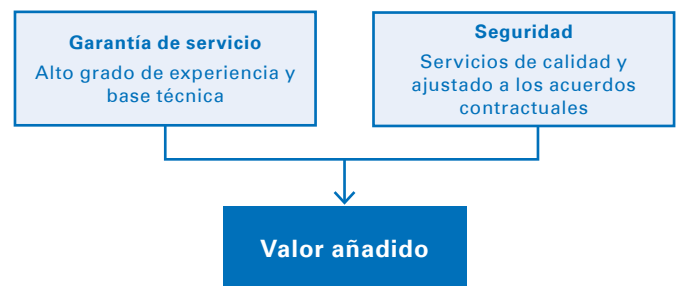 Garantía de servicio
Alto grado de experiencia y
base técnica
Seguridad
Servicios de calidad y
ajustado a los acuerdos
contractuales
Valor añadido